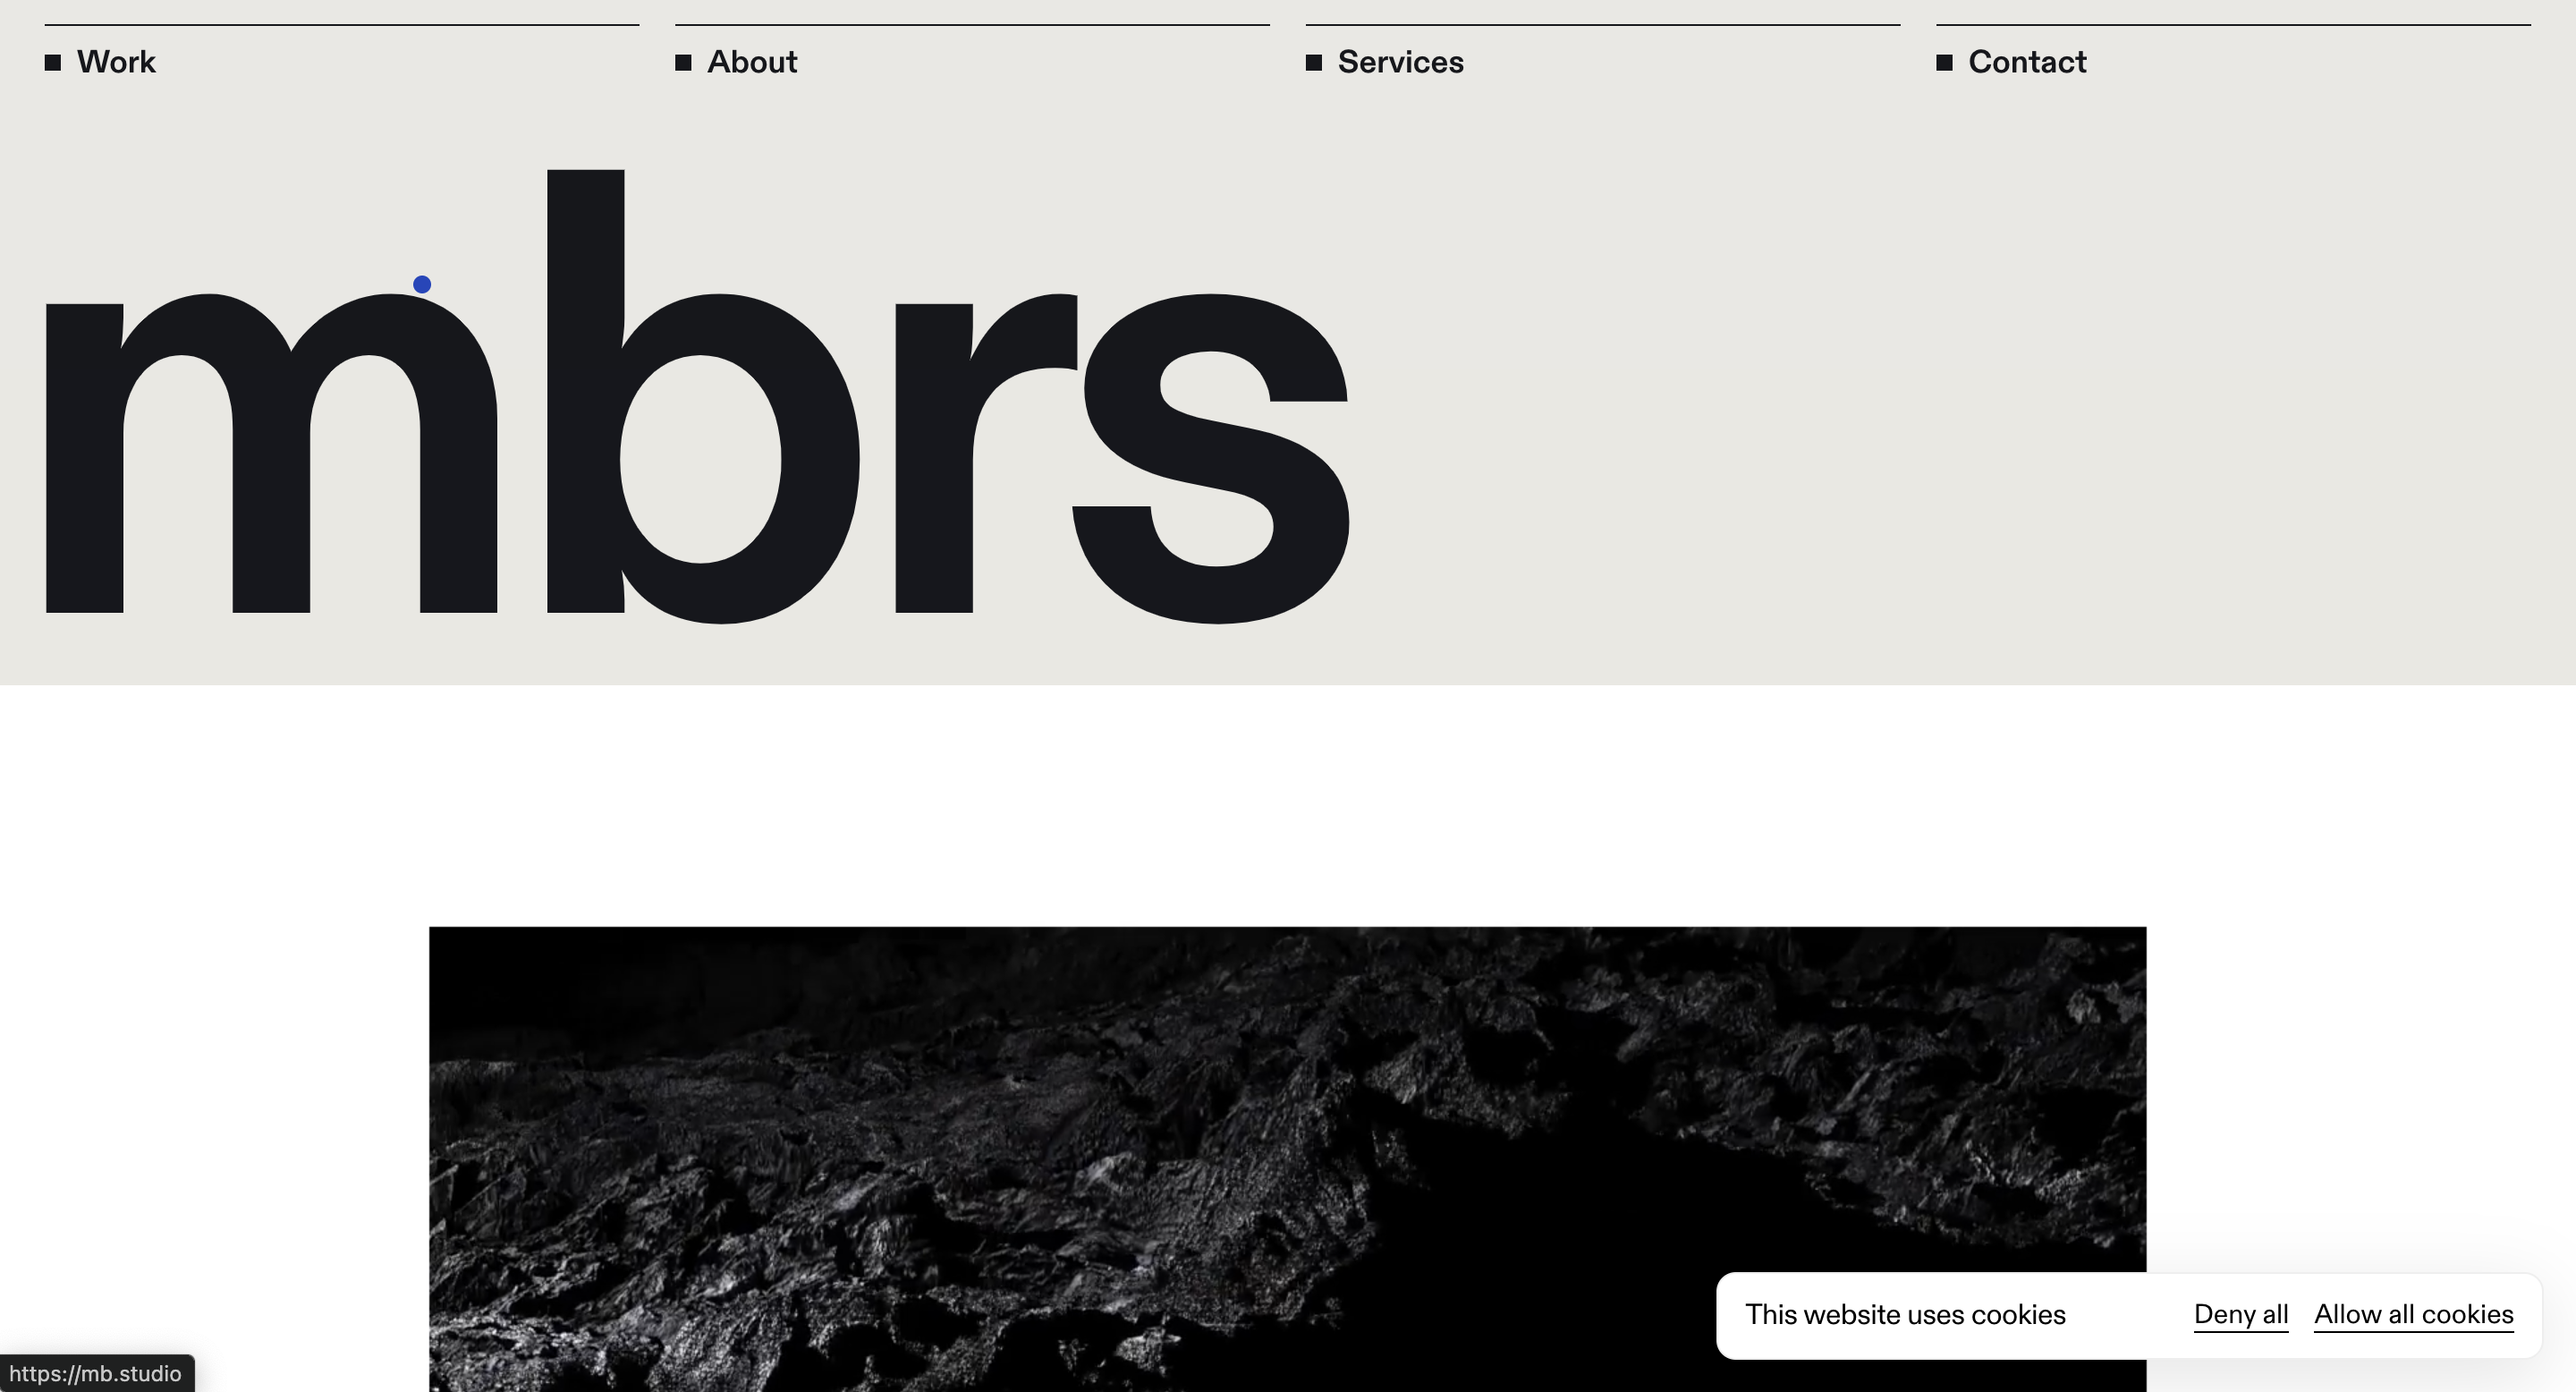 Work
About
Services
Contact
mbrs
This website uses cookies
Deny all
Allow all cookies
https://mb.studio